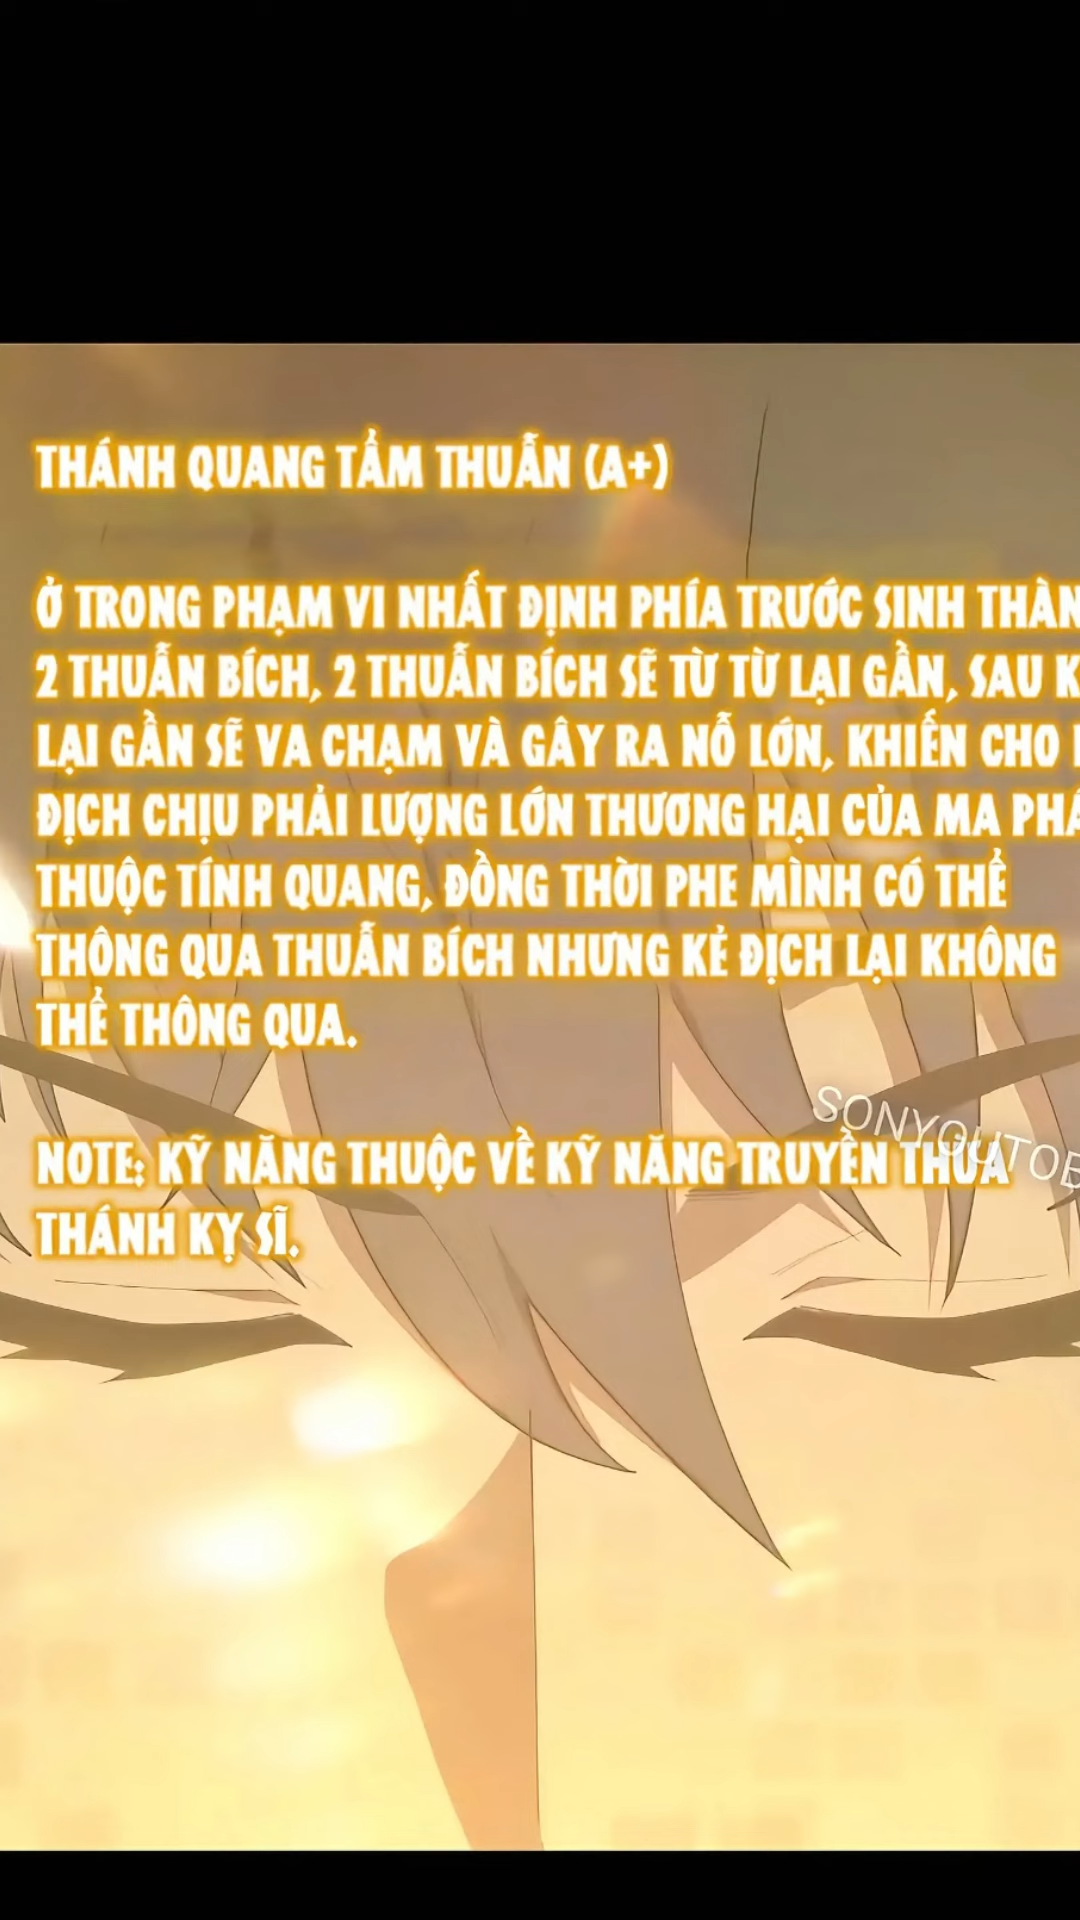 THÁNH QUANG TẨM THUẪN (A+)
Ở TRONG PHẠM VI NHẤT ĐỊNH PHÍA TRƯỚC SINH THÀN
2 THUẪN BÍCH, 2 THUẪN BÍCH SẼ TỪ TỪ LẠI GẦN, SAU K
LẠI GẦN SẼ VA CHẠM VÀ GÂY RA NỔ LỚN, KHIẾN CHO
ĐỊCH CHỊU PHẢI LƯỢNG LỚN THƯƠNG HẠI CỦA MA PHÁ
THUỘC TÍNH QUANG, ĐỒNG THỜI PHE MÌNH CÓ THỂ
THÔNG QUA THUẪN BÍCH NHƯNG KẺ ĐỊCH LẠI KHÔNG
THỂ THÔNG QUA.
SONYOUTOB
NOTE: KỸ NĂNG THUỘC VỀ KỸ NĂNG TRUYỀN THỪA
THÁNH KỴ SĨ.